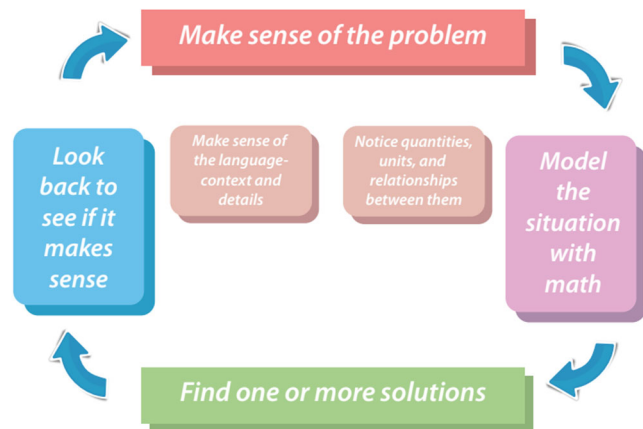 Make sense of the problem
Make sense of
the language-
context and
details
Notice quantities,
units, and
relationships
between them
Model
the
situation
with
math
Find one or more solutions
Look
back to
see if it
makes
sense